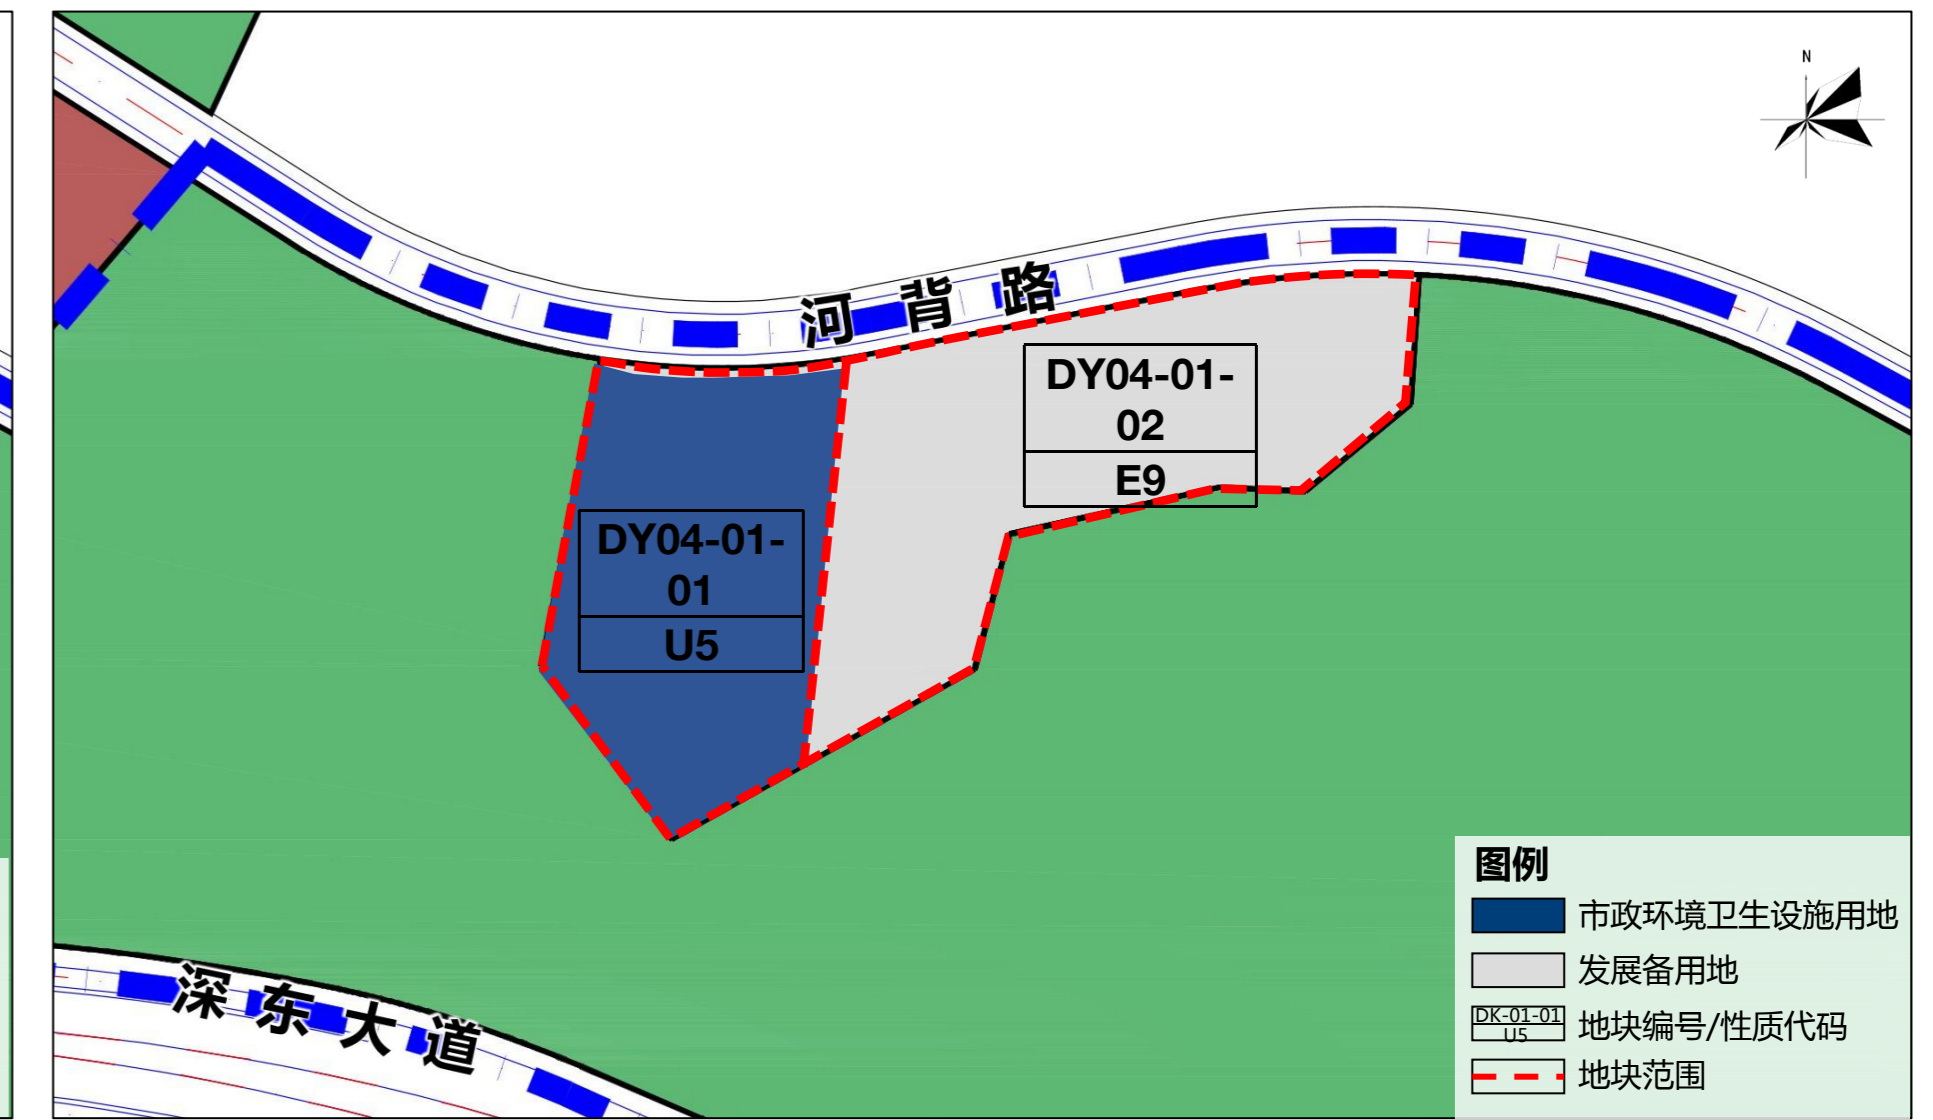 N
河背路
DY04-01-
02
E9
DY04-01-
01
U5
深东大道
图例
市政环境卫生设施用地
发展备用地
DK-01-01
U5
地块编号/性质代码
地块范围